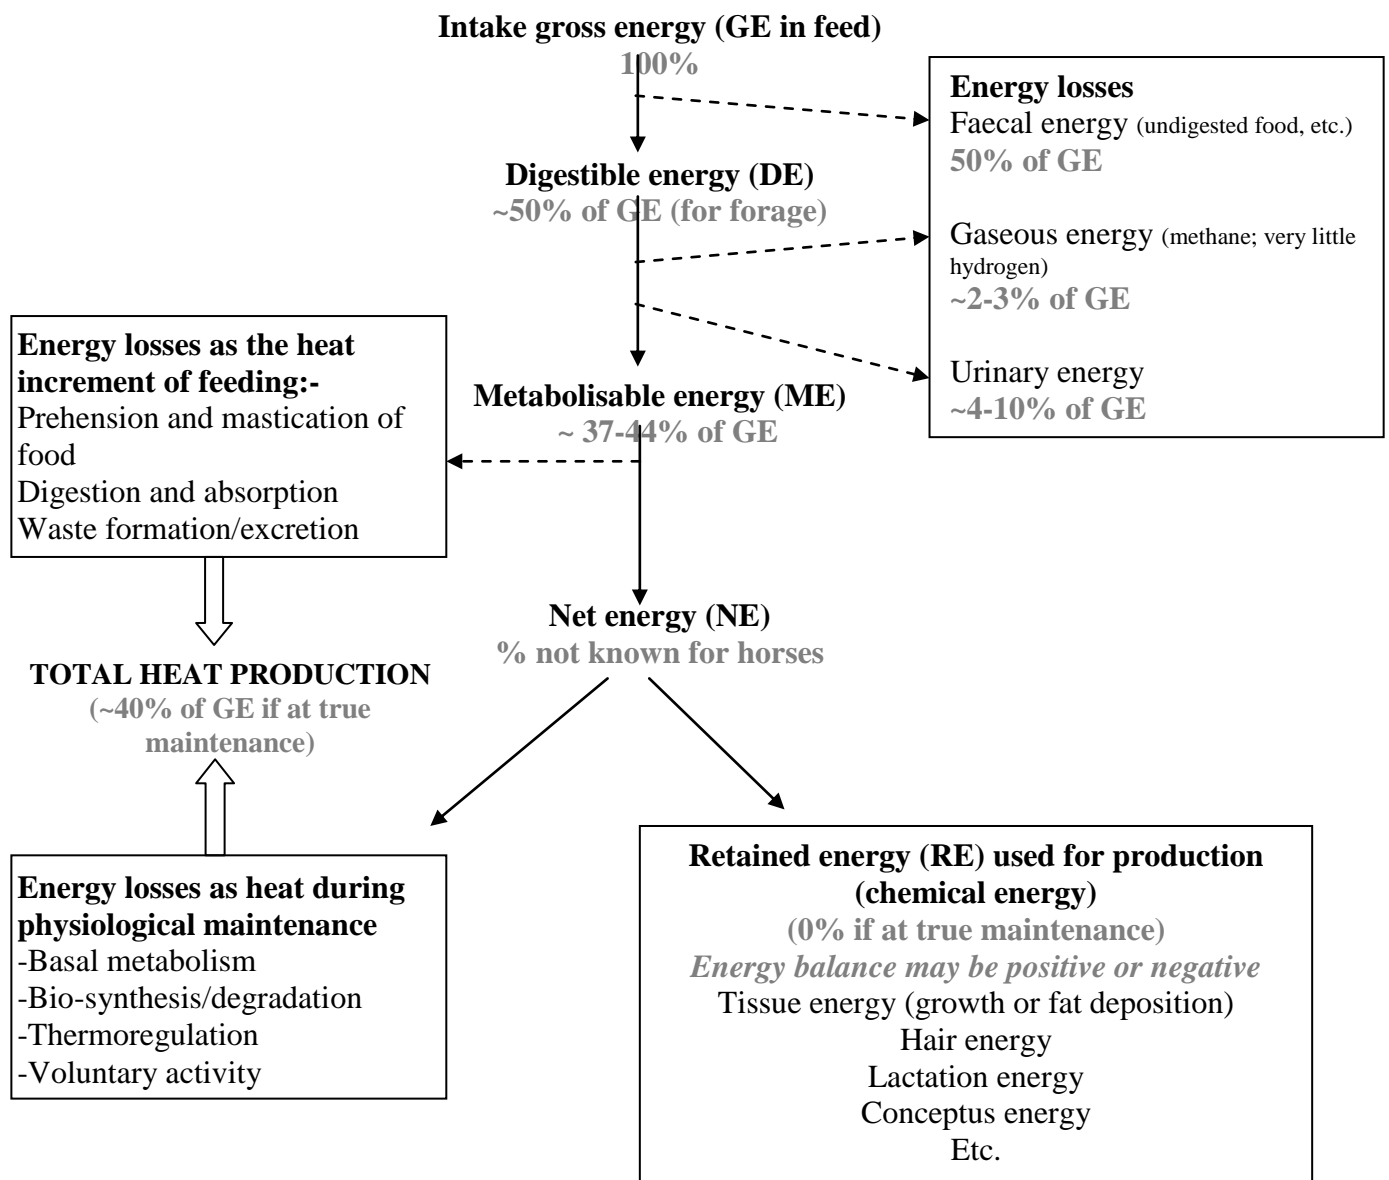 Intake gross energy (GE in feed)
100%
Energy losses
Faecal energy (undigested food, etc.)
50% of GE
Digestible energy (DE)
~50% of GE (for forage)
Gaseous energy (methane; very little
hydrogen)
~2-3% of GE
Urinary energy
~4-10% of GE
Energy losses as the heat
increment of feeding:-
Prehension and mastication of
food
Digestion and absorption
Waste formation/excretion
Metabolisable energy (ME)
~ 37-44% of GE
Net energy (NE)
% not known for horses
TOTAL HEAT PRODUCTION
(~40% of GE if at true
maintenance)
Energy losses as heat during
physiological maintenance
-Basal metabolism
-Bio-synthesis/degradation
-Thermoregulation
-Voluntary activity
Retained energy (RE) used for production
(chemical energy)
(0% if at true maintenance)
Energy balance may be positive or negative
Tissue energy (growth or fat deposition)
Hair energy
Lactation energy
Conceptus energy
Etc.